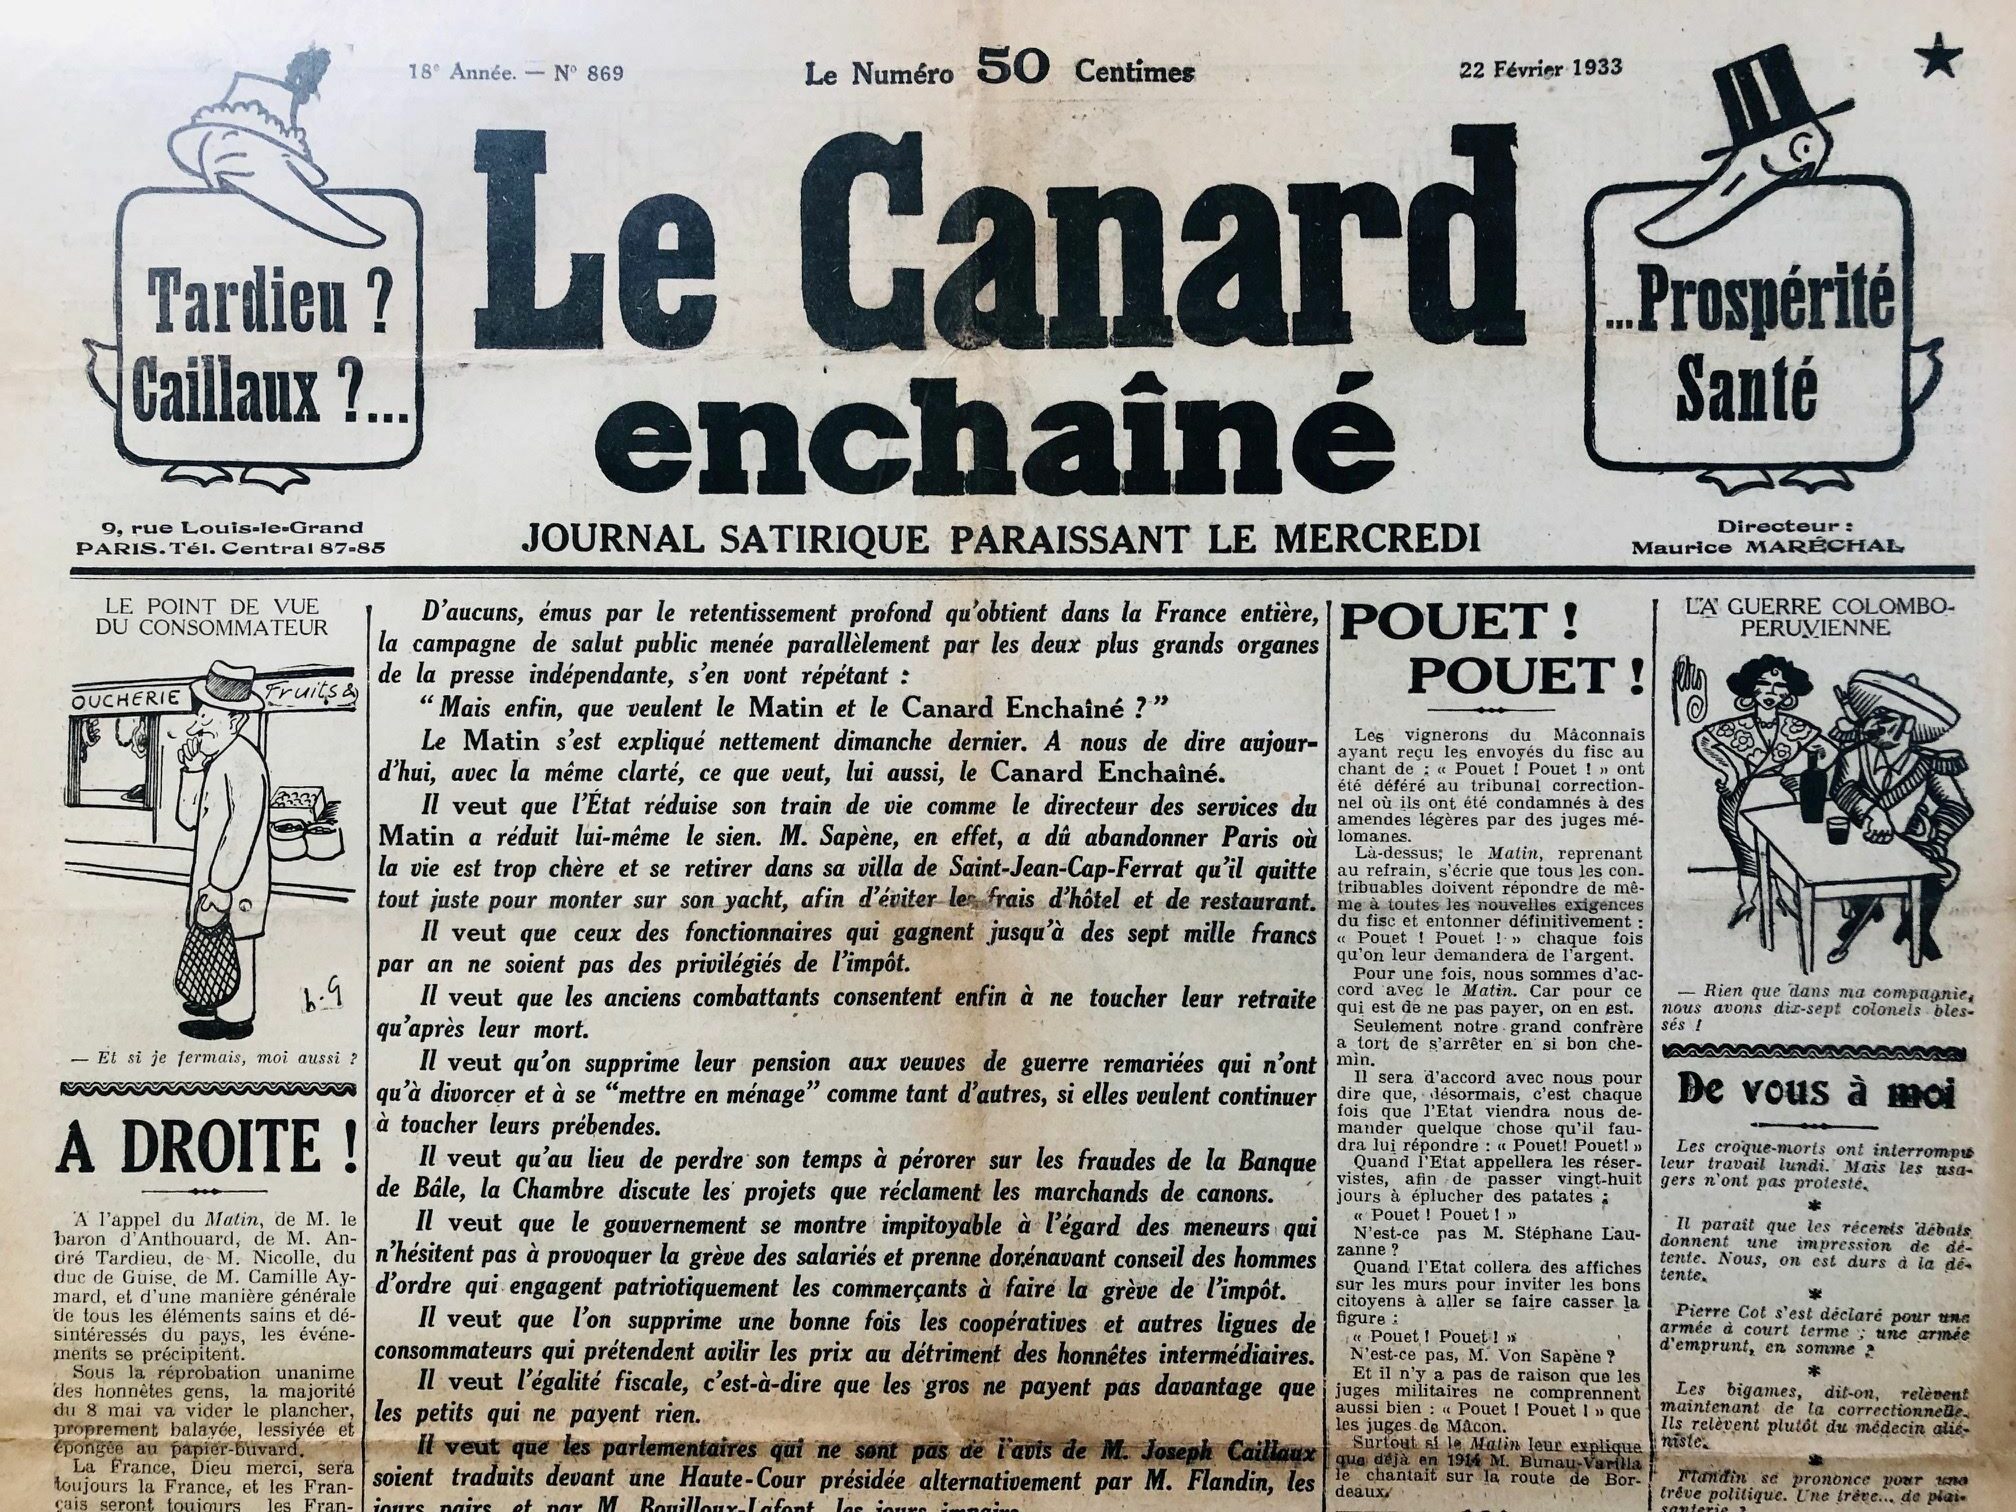 18e Année. — No 869
Le Numéro 50 Centimes
22 Février 1933
Tardieu ?
Caillaux ?...
Le Canard
enchaîné
...Prospérité
Santé
9, rue Louis-le-Grand
PARIS. Tél. Central 87-85
JOURNAL SATIRIQUE PARAISSANT LE MERCREDI
Directeur :
Maurice MARÉCHAL
LE POINT DE VUE
DU CONSOMMATEUR
OUCHERIE
Fruits &
h.g
— Et si je fermais, moi aussi ?
A DROITE !
A l'appel du Matin, de M. le
baron d'Anthouard, de M. An-
dré Tardieu, de M. Nicolle, du
duc de Guise, de M. Camille Ay-
mard, et d'une manière générale
de tous les éléments sains et dé-
sintéressés du pays, les événe-
ments se précipitent.
Sous la réprobation unanime
des honnêtes gens, la majorité
du 8 mai va vider le plancher,
proprement balayée, lessivée et
épongée au papier-buvard.
La France, Dieu merci, sera
toujours la France, et les Fran-
çais seront toujours les Fran-
D'aucuns, émus par le retentissement profond qu'obtient dans la France entière,
la campagne de salut public menée parallèlement par les deux plus grands organes
de la presse indépendante, s'en vont répétant :
“Mais enfin, que veulent le Matin et le Canard Enchaîné ?”
Le Matin s'est expliqué nettement dimanche dernier. A nous de dire aujour-
d'hui, avec la même clarté, ce que veut, lui aussi, le Canard Enchaîné.
Il veut que l'État réduise son train de vie comme le directeur des services du
Matin a réduit lui-même le sien. M. Sapène, en effet, a dû abandonner Paris où
la vie est trop chère et se retirer dans sa villa de Saint-Jean-Cap-Ferrat qu'il quitte
tout juste pour monter sur son yacht, afin d'éviter les frais d'hôtel et de restaurant.
Il veut que ceux des fonctionnaires qui gagnent jusqu'à des sept mille francs
par an ne soient pas des privilégiés de l'impôt.
Il veut que les anciens combattants consentent enfin à ne toucher leur retraite
qu'après leur mort.
Il veut qu'on supprime leur pension aux veuves de guerre remariées qui n'ont
qu'à divorcer et à se “mettre en ménage” comme tant d'autres, si elles veulent continuer
à toucher leurs prébendes.
Il veut qu'au lieu de perdre son temps à pérorer sur les fraudes de la Banque
de Bâle, la Chambre discute les projets que réclament les marchands de canons.
Il veut que le gouvernement se montre impitoyable à l'égard des meneurs qui
n'hésitent pas à provoquer la grève des salariés et prenne dorénavant conseil des hommes
d'ordre qui engagent patriotiquement les commerçants à faire la grève de l'impôt.
Il veut que l'on supprime une bonne fois les coopératives et autres ligues de
consommateurs qui prétendent avilir les prix au détriment des honnêtes intermédiaires.
Il veut l'égalité fiscale, c'est-à-dire que les gros ne payent pas davantage que
les petits qui ne payent rien.
Il veut que les parlementaires qui ne sont pas de l'avis de M. Joseph Caillaux
soient traduits devant une Haute-Cour présidée alternativement par M. Flandin, les
jours pairs, et par M. Bouilloux-Lafont, les jours impairs.
POUET !
POUET !
Les vignerons du Mâconnais
ayant reçu les envoyés du fisc au
chant de : « Pouet ! Pouet ! » ont
été déféré au tribunal correction-
nel où ils ont été condamnés à des
amendes légères par des juges mé-
lomanes.
Là-dessus, le Matin, reprenant
au refrain, s'écrie que tous les con-
tribuables doivent répondre de mê-
me à toutes les nouvelles exigences
du fisc et entonner définitivement :
« Pouet ! Pouet ! » chaque fois
qu'on leur demandera de l'argent.
Pour une fois, nous sommes d'ac-
cord avec le Matin. Car pour ce
qui est de ne pas payer, on en est.
Seulement notre grand confrère
a tort de s'arrêter en si bon che-
min.
Il sera d'accord avec nous pour
dire que, désormais, c'est chaque
fois que l'Etat viendra nous de-
mander quelque chose qu'il fau-
dra lui répondre : « Pouet! Pouet! »
Quand l'Etat appellera les réser-
vistes, afin de passer vingt-huit
jours à éplucher des patates :
« Pouet ! Pouet ! »
N'est-ce pas M. Stéphane Lau-
zanne ?
Quand l'Etat collera des affiches
sur les murs pour inviter les bons
citoyens à aller se faire casser la
figure :
« Pouet ! Pouet ! »
N'est-ce pas, M. Von Sapène ?
Et il n'y a pas de raison que les
juges militaires ne comprennent
aussi bien : « Pouet ! Pouet ! » que
les juges de Mâcon.
Surtout si le Matin leur explique
que déjà en 1914 M. Bunau-Varilla
le chantait sur la route de Bor-
deaux.
LA GUERRE COLOMBO-
PERUVIENNE
— Rien que dans ma compagnie,
nous avons dix-sept colonels bles-
sés !
De vous à moi
Les croque-morts ont interrompu
leur travail lundi. Mais les usa-
gers n'ont pas protesté.
*
Il paraît que les récents débats
donnent une impression de dé-
tente. Nous, on est durs à la dé-
tente.
*
Pierre Cot s'est déclaré pour une
armée à court terme ; une armée
d'emprunt, en somme ?
*
Les bigames, dit-on, relèvent
maintenant de la correctionnelle.
Ils relèvent plutôt du médecin alié-
niste.
*
Flandin se prononce pour une
trêve politique. Une trêve... de plai-
santerie ?